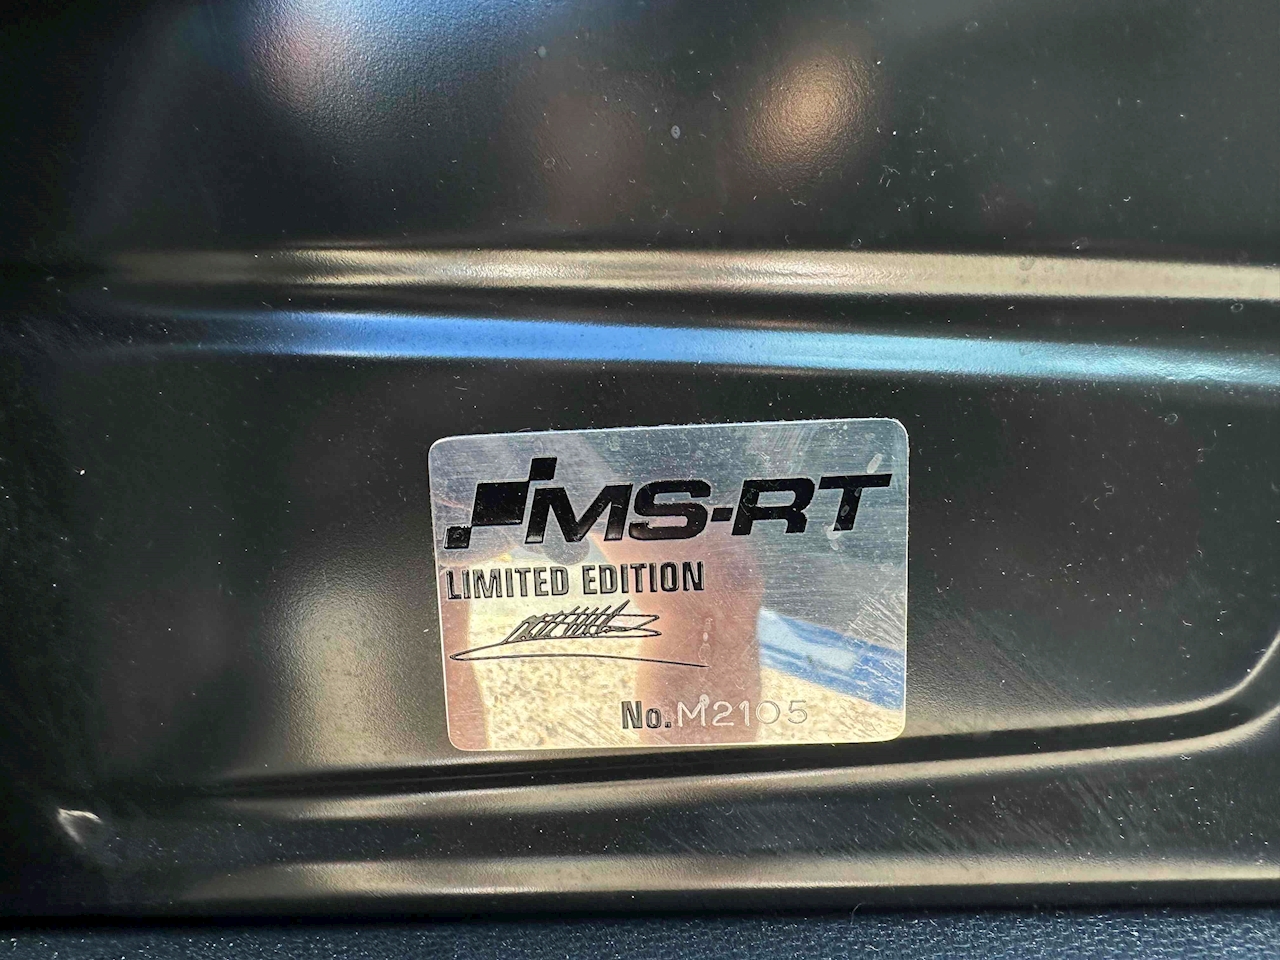 MS-RT
LIMITED EDITION
No. M2105